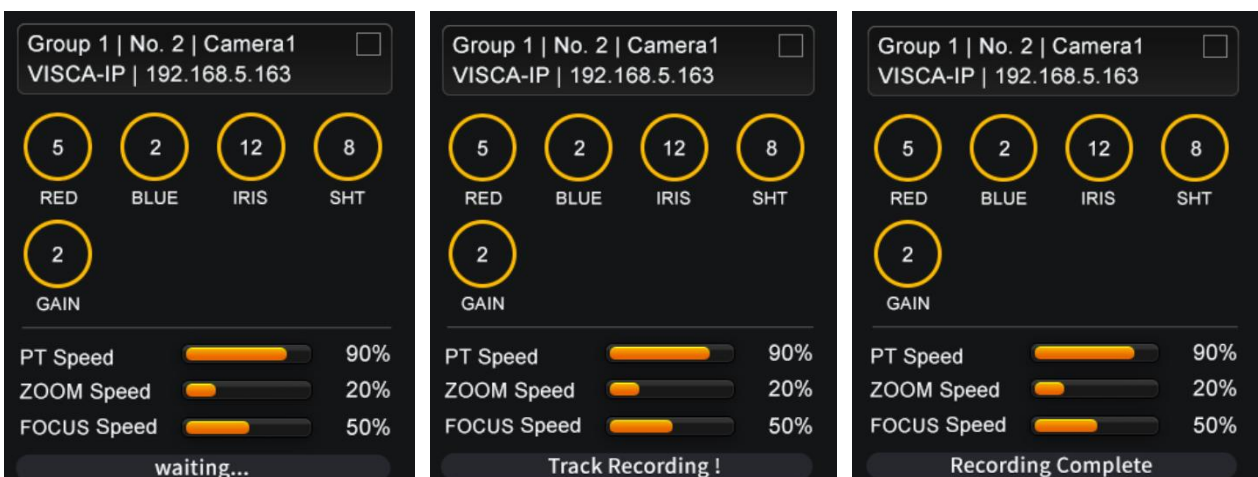 Group 1 | No. 2 | Camera1
VISCA-IP | 192.168.5.163
5 2 12 8
RED BLUE IRIS SHT
2
GAIN
PT Speed 90%
ZOOM Speed 20%
FOCUS Speed 50%
waiting...
Group 1 | No. 2 | Camera1
VISCA-IP | 192.168.5.163
5 2 12 8
RED BLUE IRIS SHT
2
GAIN
PT Speed 90%
ZOOM Speed 20%
FOCUS Speed 50%
Track Recording !
Group 1 | No. 2 | Camera1
VISCA-IP | 192.168.5.163
5 2 12 8
RED BLUE IRIS SHT
2
GAIN
PT Speed 90%
ZOOM Speed 20%
FOCUS Speed 50%
Recording Complete